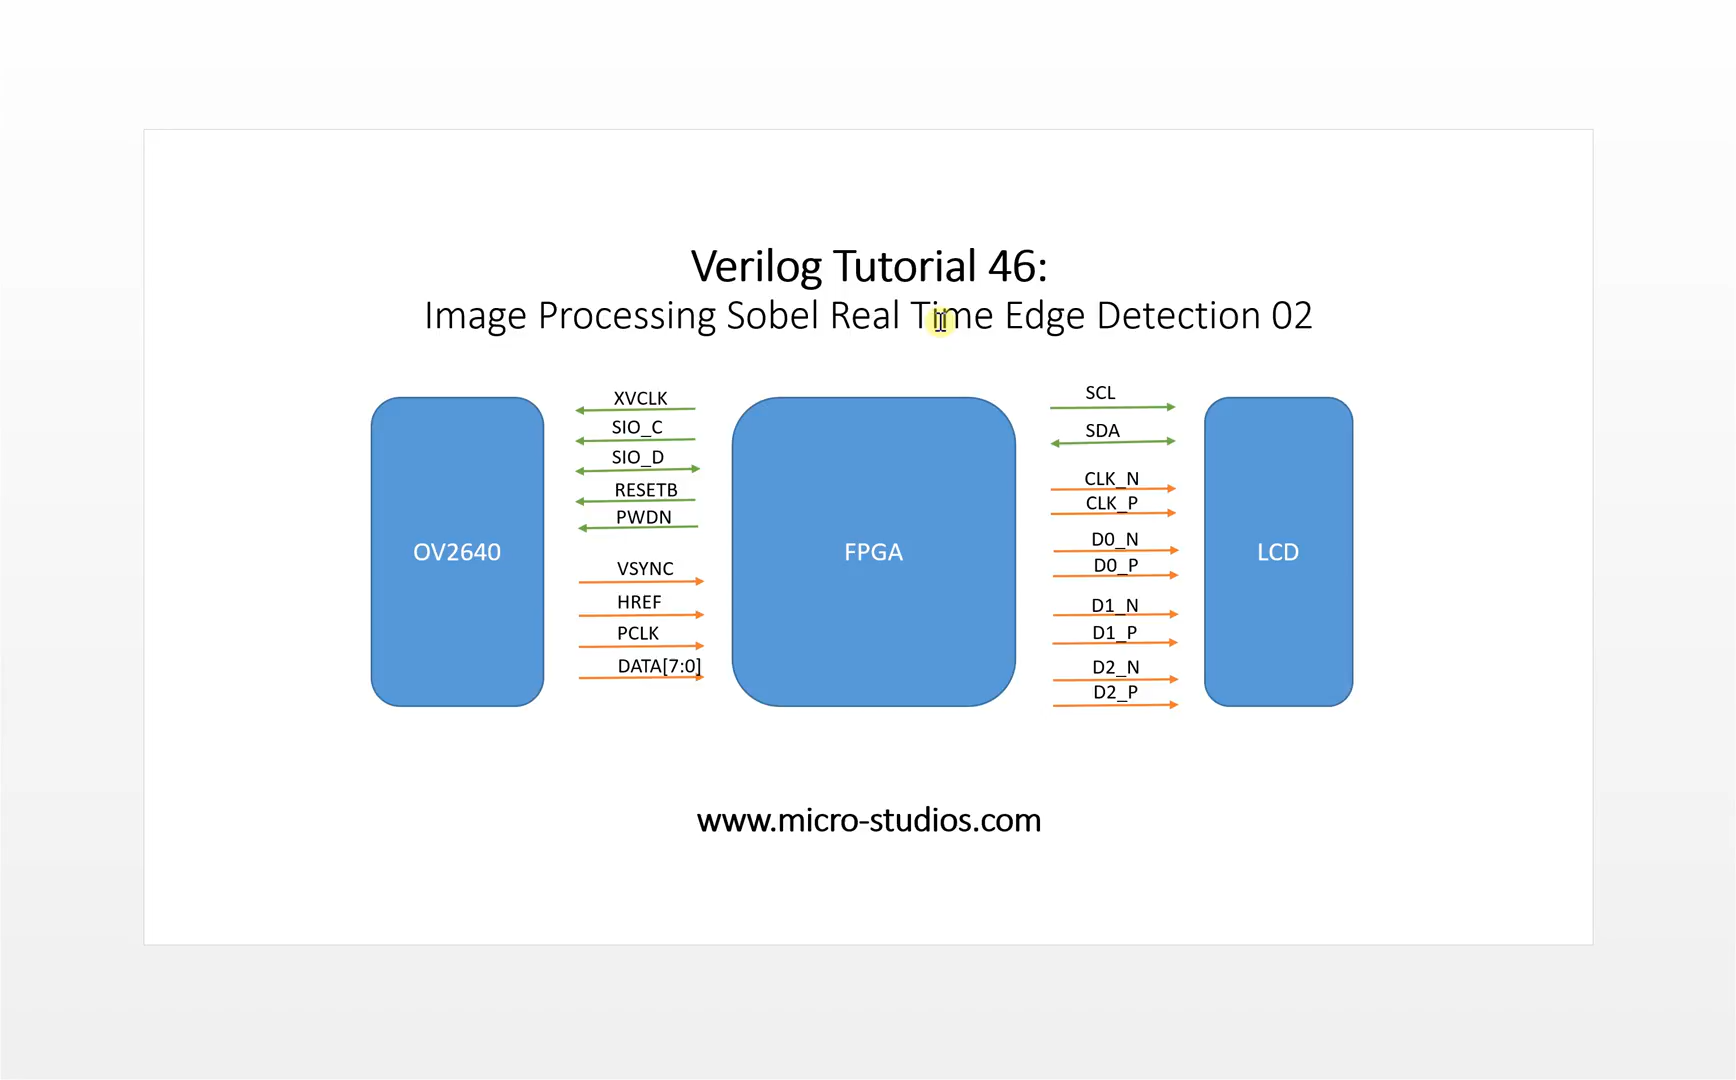 Verilog Tutorial 46:
Image Processing Sobel Real Time Edge Detection 02
OV2640
XVCLK
SIO_C
SIO_D
RESETB
PWDN
VSYNC
HREF
PCLK
DATA[7:0]
FPGA
SCL
SDA
CLK_N
CLK_P
D0_N
D0_P
D1_N
D1_P
D2_N
D2_P
LCD
www.micro-studios.com